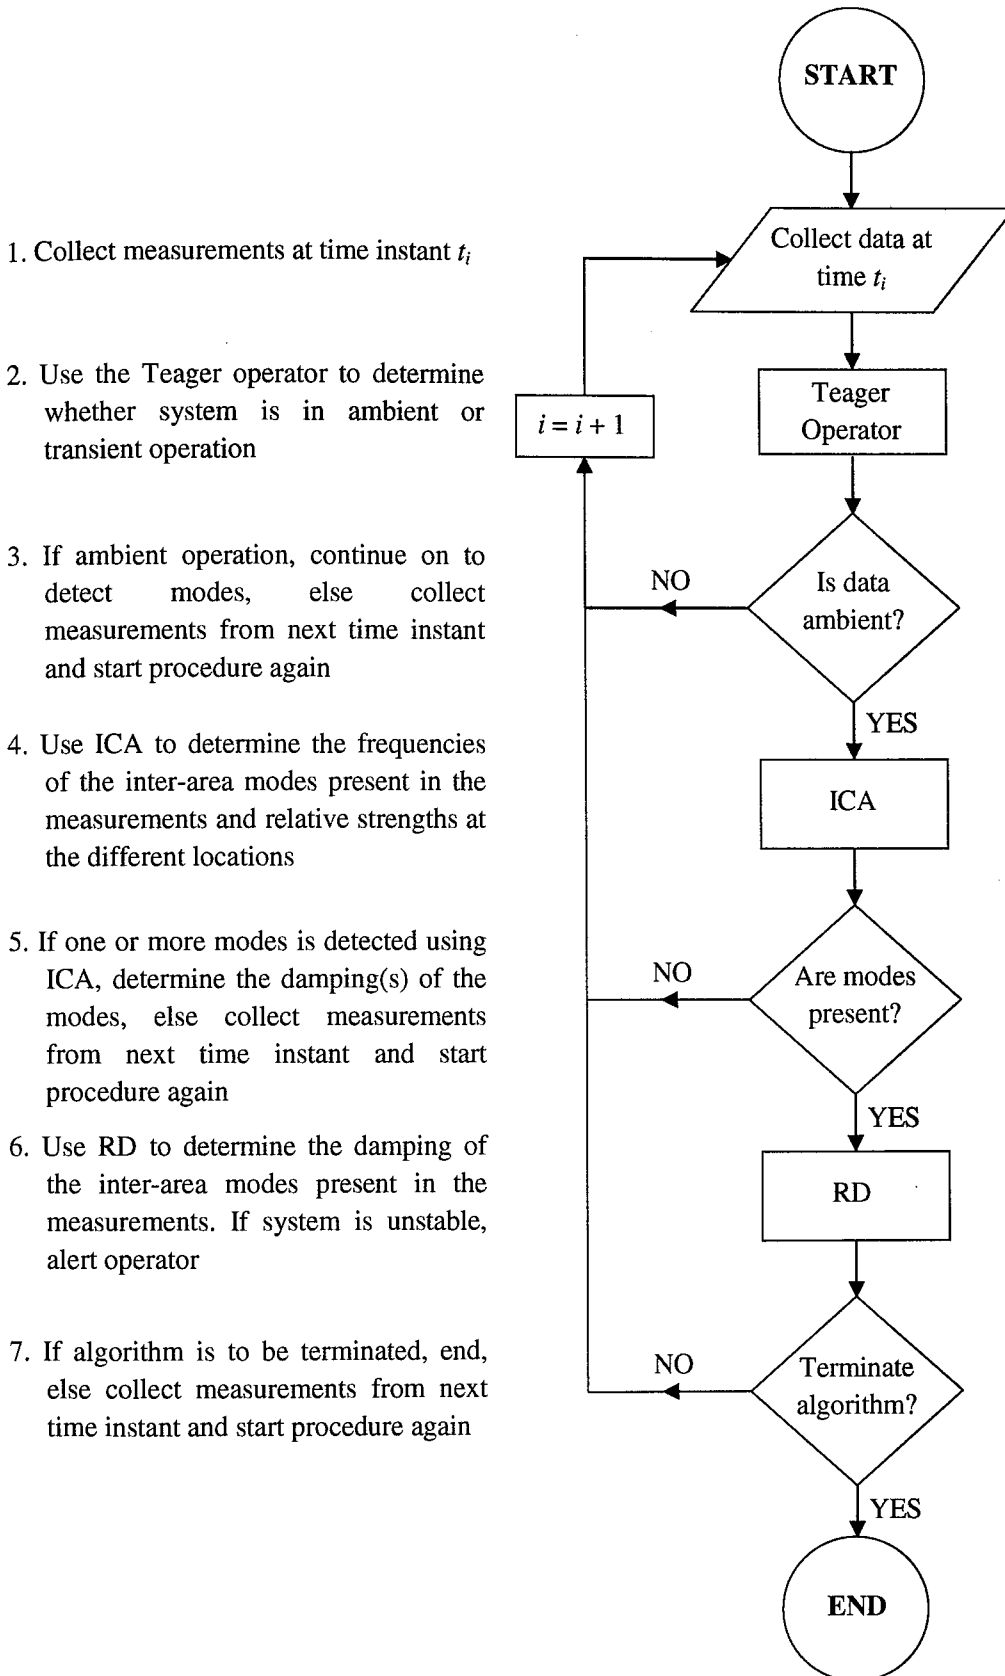 START
1. Collect measurements at time instant tᵢ
Collect data at
time tᵢ
2. Use the Teager operator to determine
whether system is in ambient or
transient operation
Teager
Operator
i = i + 1
3. If ambient operation, continue on to
detect modes, else collect
measurements from next time instant
and start procedure again
NO
Is data
ambient?
YES
4. Use ICA to determine the frequencies
of the inter-area modes present in the
measurements and relative strengths at
the different locations
ICA
5. If one or more modes is detected using
ICA, determine the damping(s) of the
modes, else collect measurements
from next time instant and start
procedure again
NO
Are modes
present?
YES
6. Use RD to determine the damping of
the inter-area modes present in the
measurements. If system is unstable,
alert operator
RD
7. If algorithm is to be terminated, end,
else collect measurements from next
time instant and start procedure again
NO
Terminate
algorithm?
YES
END